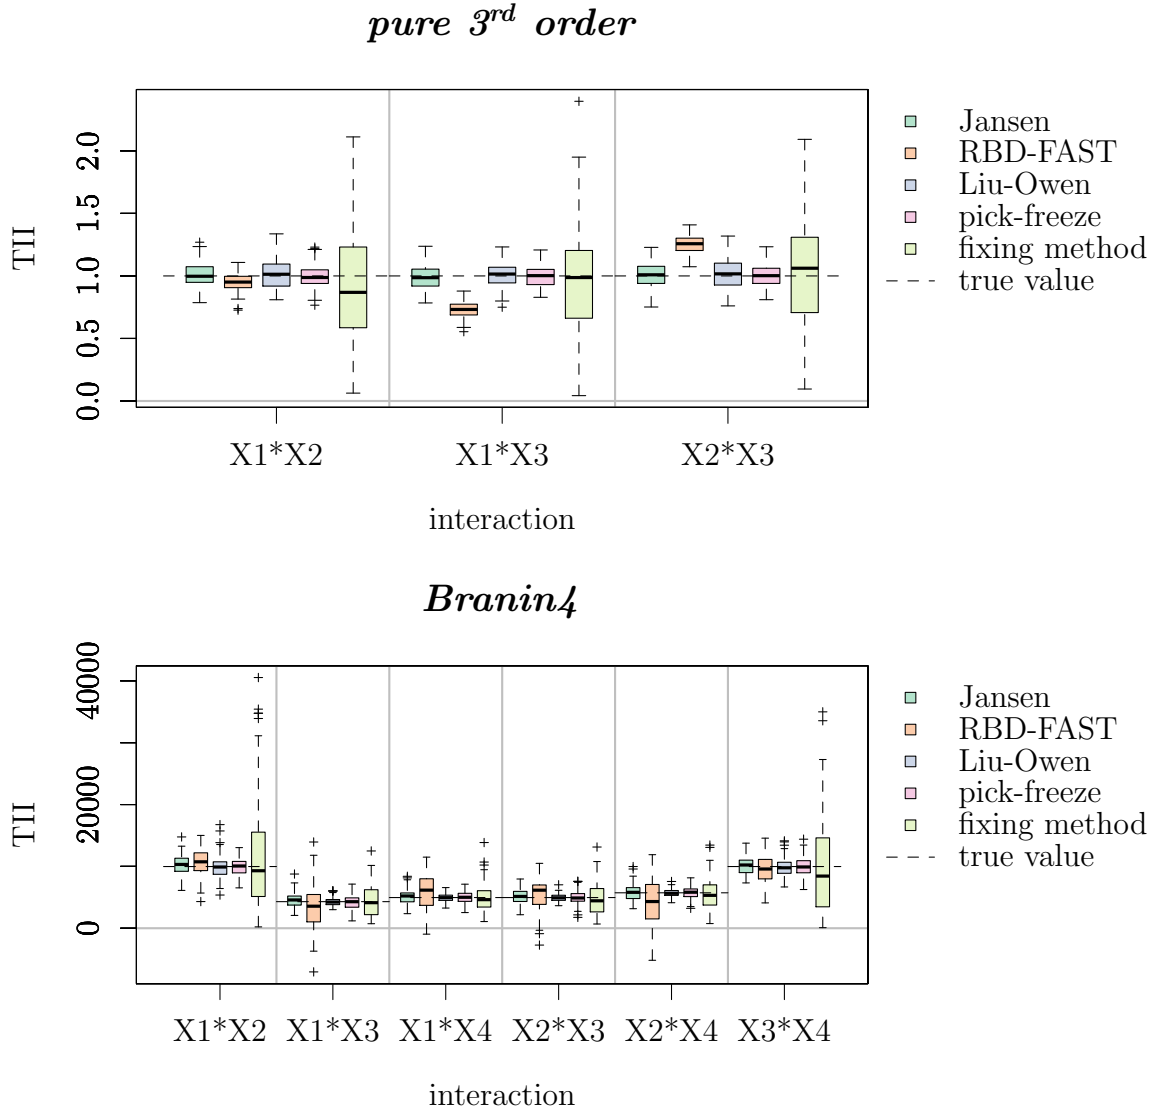 pure 3rd order
TII
0.0 0.5 1.0 1.5 2.0
X1*X2 X1*X3 X2*X3
interaction
Jansen
RBD-FAST
Liu-Owen
pick-freeze
fixing method
true value
Branin4
TII
0 20000 40000
X1*X2 X1*X3 X1*X4 X2*X3 X2*X4 X3*X4
interaction
Jansen
RBD-FAST
Liu-Owen
pick-freeze
fixing method
true value